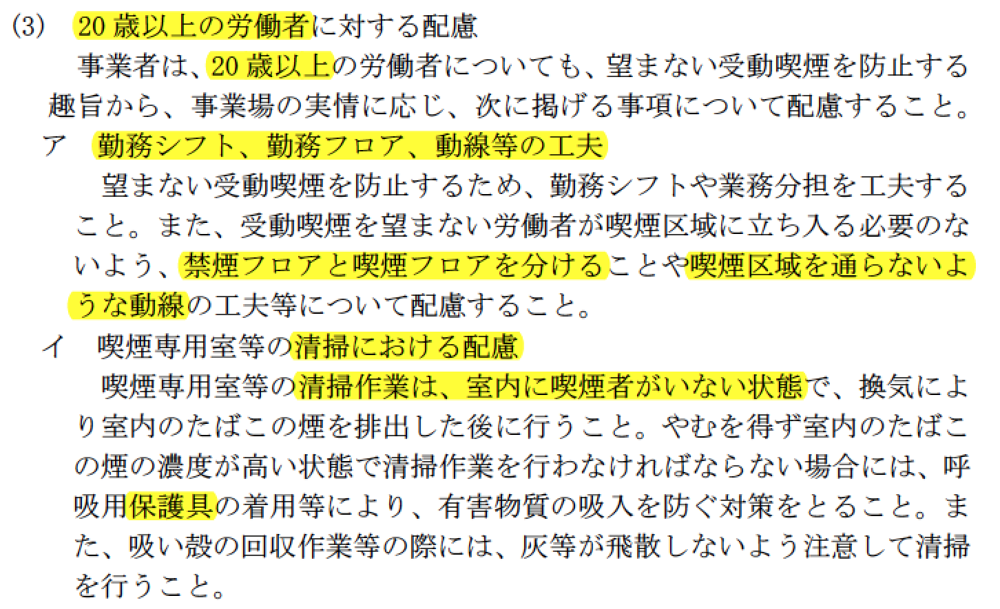 (3) 20 歳以上の労働者に対する配慮
事業者は、20 歳以上の労働者についても、望まない受動喫煙を防止する
趣旨から、事業場の実情に応じ、次に掲げる事項について配慮すること。
ア 勤務シフト、勤務フロア、動線等の工夫
望まない受動喫煙を防止するため、勤務シフトや業務分担を工夫する
こと。また、受動喫煙を望まない労働者が喫煙区域に立ち入る必要のな
いよう、禁煙フロアと喫煙フロアを分けることや喫煙区域を通らないよ
うな動線の工夫等について配慮すること。
イ 喫煙専用室等の清掃における配慮
喫煙専用室等の清掃作業は、室内に喫煙者がいない状態で、換気によ
り室内のたばこの煙を排出した後に行うこと。やむを得ず室内のたばこ
の煙の濃度が高い状態で清掃作業を行わなければならない場合には、呼
吸用保護具の着用等により、有害物質の吸入を防ぐ対策をとること。ま
た、吸い殻の回収作業等の際には、灰等が飛散しないよう注意して清掃
を行うこと。